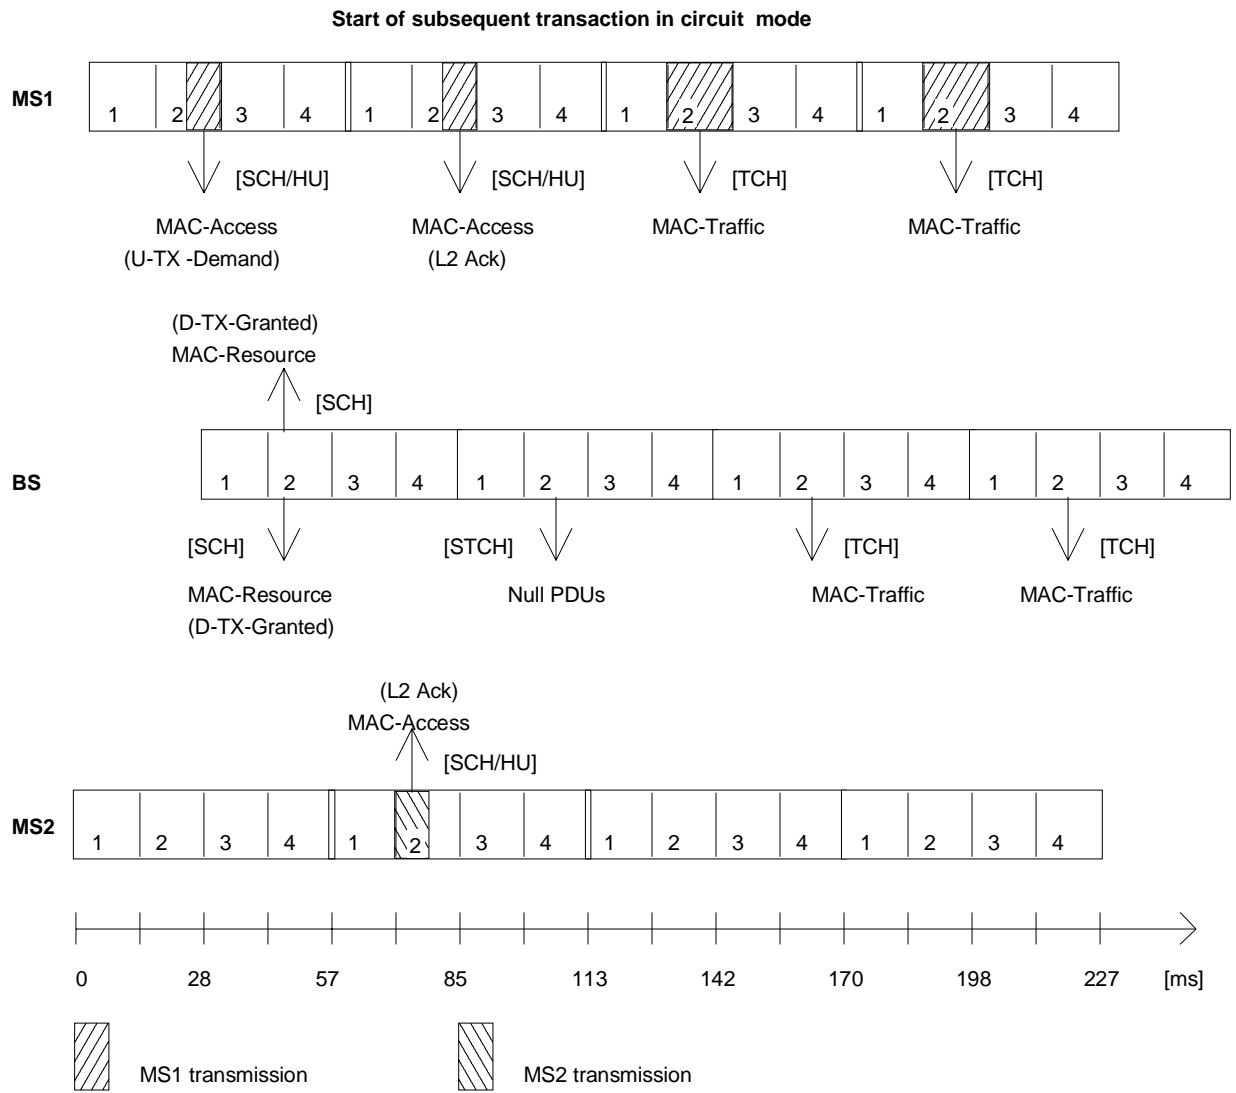 Start of subsequent transaction in circuit mode
MS1
1 2 3 4 1 2 3 4 1 2 3 4 1 2 3 4
[SCH/HU] [SCH/HU] [TCH] [TCH]
MAC-Access MAC-Access MAC-Traffic MAC-Traffic
(U-TX -Demand) (L2 Ack)
(D-TX-Granted)
MAC-Resource
[SCH]
BS
1 2 3 4 1 2 3 4 1 2 3 4 1 2 3 4
[SCH] [STCH] [TCH] [TCH]
MAC-Resource Null PDUs MAC-Traffic MAC-Traffic
(D-TX-Granted)
(L2 Ack)
MAC-Access
[SCH/HU]
MS2
1 2 3 4 1 2 3 4 1 2 3 4 1 2 3 4
0 28 57 85 113 142 170 198 227 [ms]
MS1 transmission MS2 transmission